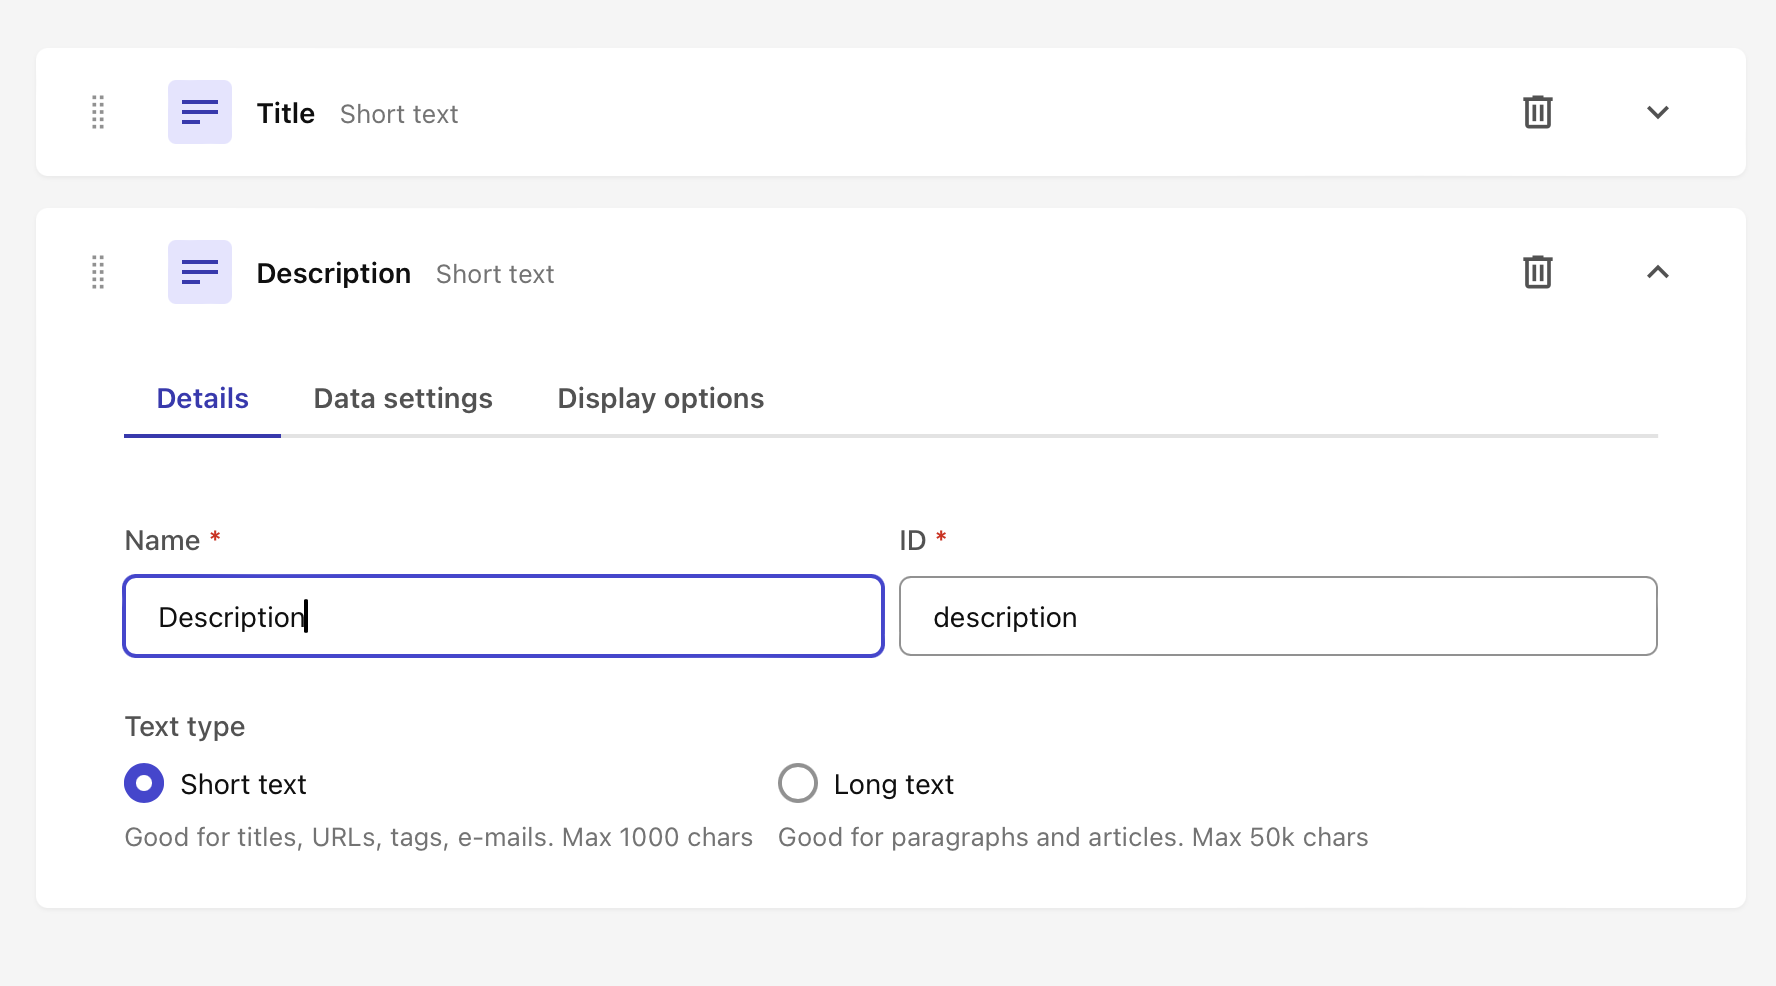 Title Short text
Description Short text
Details Data settings Display options
Name * ID *
Description description
Text type
Short text Long text
Good for titles, URLs, tags, e-mails. Max 1000 chars Good for paragraphs and articles. Max 50k chars